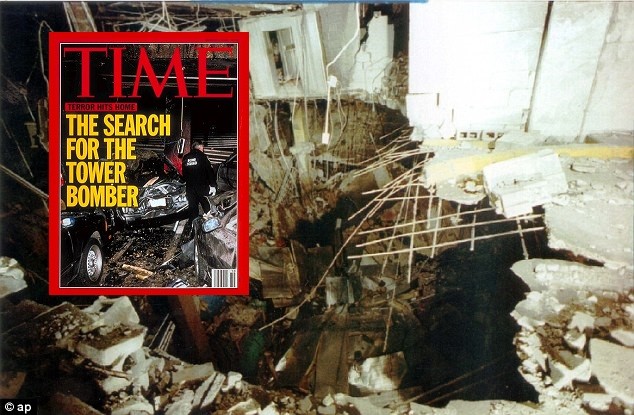 TIME
TERROR HITS HOME
THE SEARCH
FOR THE
TOWER
BOMBER
© ap